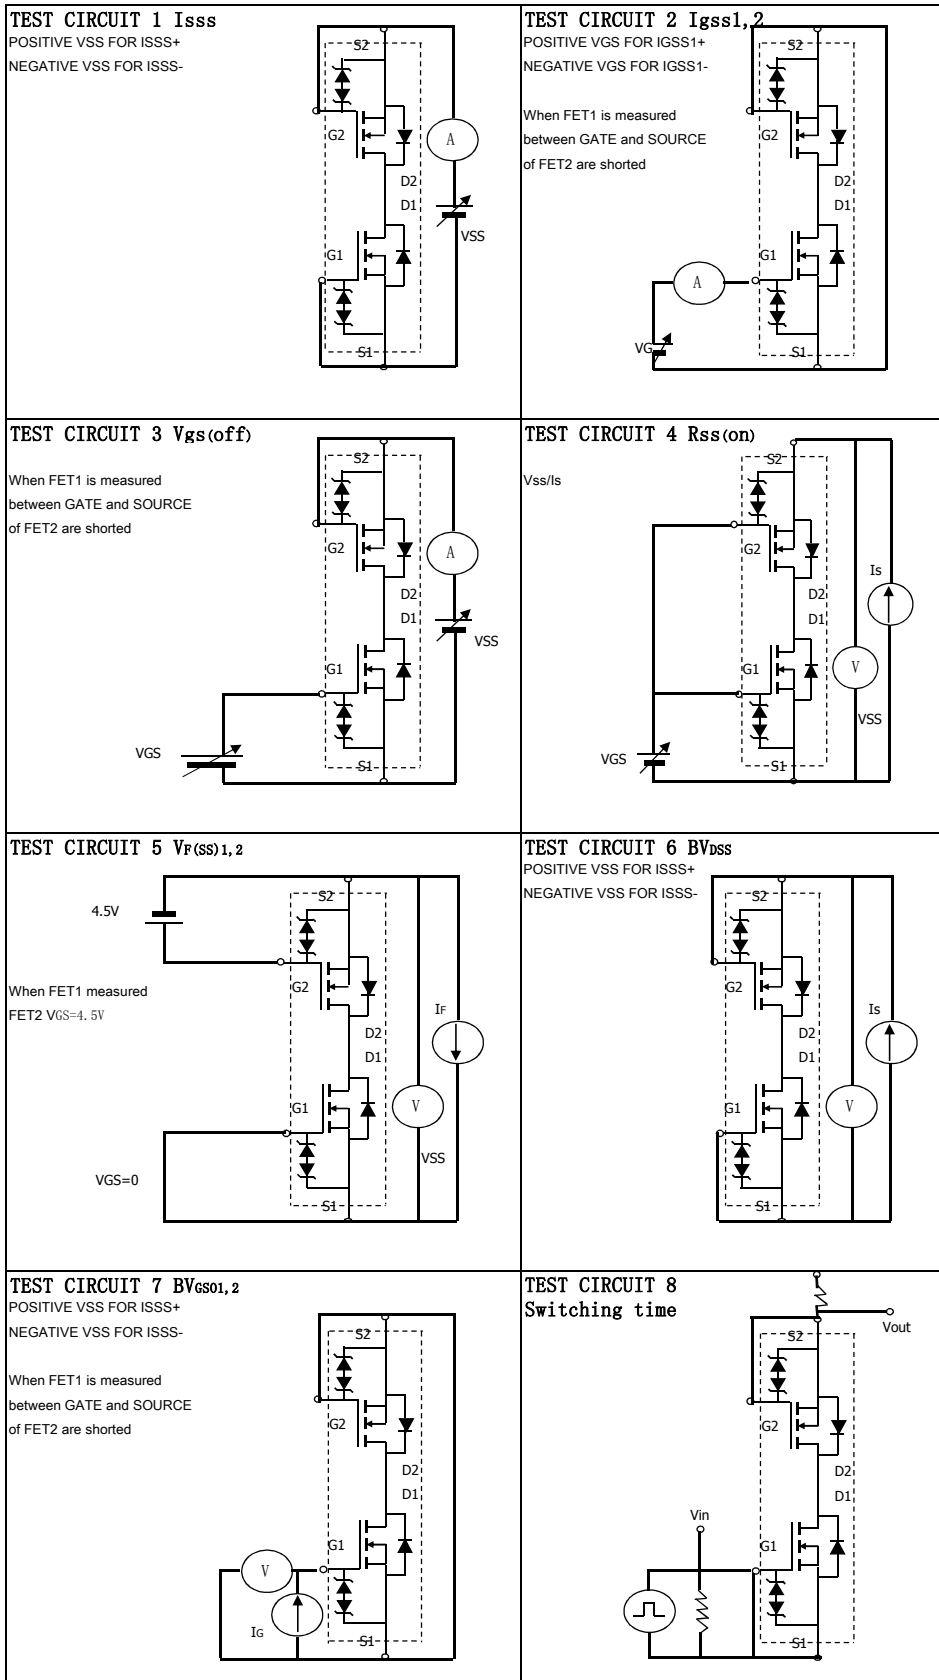 TEST CIRCUIT 1 Isss
POSITIVE VSS FOR ISSS+
NEGATIVE VSS FOR ISSS-
S2
G2
A
D2
D1
VSS
G1
S1
TEST CIRCUIT 2 Igss1,2
POSITIVE VGS FOR IGSS1+
NEGATIVE VGS FOR IGSS1-
When FET1 is measured
between GATE and SOURCE
of FET2 are shorted
S2
G2
D2
D1
G1
A
VG
S1
TEST CIRCUIT 3 Vgs(off)
When FET1 is measured
between GATE and SOURCE
of FET2 are shorted
S2
G2
A
D2
D1
VSS
G1
VGS
S1
TEST CIRCUIT 4 Rss(on)
Vss/Is
S2
G2
Is
D2
D1
G1
V
VSS
VGS
S1
TEST CIRCUIT 5 VF(SS)1,2
4.5V
When FET1 measured
FET2 VGS=4.5V
S2
G2
IF
D2
D1
G1
V
VSS
VGS=0
S1
TEST CIRCUIT 6 BVDSS
POSITIVE VSS FOR ISSS+
NEGATIVE VSS FOR ISSS-
S2
G2
Is
D2
D1
G1
V
S1
TEST CIRCUIT 7 BVGSO1,2
POSITIVE VSS FOR ISSS+
NEGATIVE VSS FOR ISSS-
When FET1 is measured
between GATE and SOURCE
of FET2 are shorted
S2
G2
D2
D1
G1
V
IG
S1
TEST CIRCUIT 8
Switching time
Vout
S2
G2
D2
D1
Vin
G1
S1